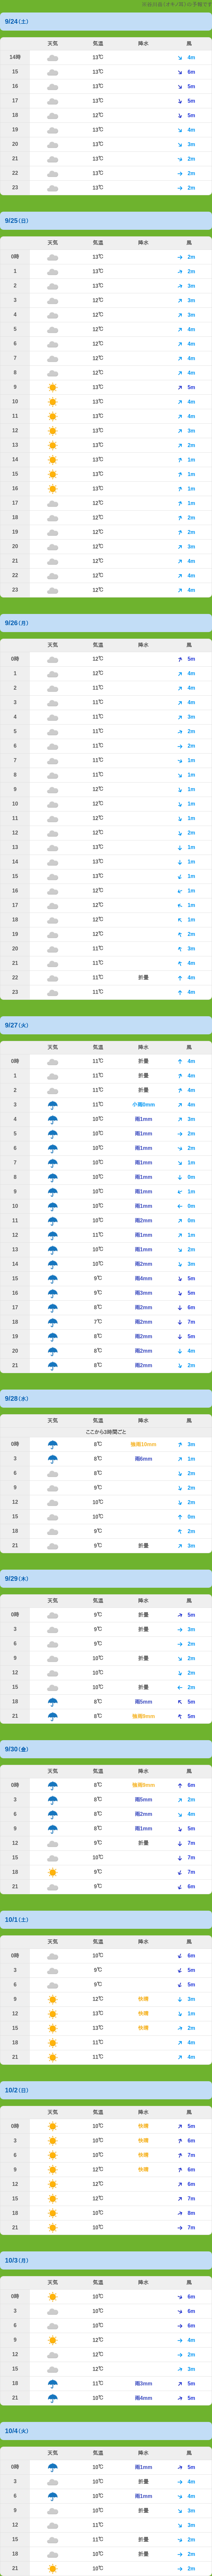 9/24(土)
天気 気温 降水 風
14時 13℃ 4m
15 13℃ 6m
16 13℃ 5m
17 13℃ 5m
18 12℃ 5m
19 13℃ 4m
20 13℃ 3m
21 13℃ 2m
22 13℃ 2m
23 13℃ 2m
9/25(日)
天気 気温 降水 風
0時 13℃ 2m
1 13℃ 2m
2 13℃ 3m
3 12℃ 3m
4 12℃ 3m
5 12℃ 4m
6 12℃ 4m
7 12℃ 4m
8 12℃ 4m
9 12℃ 5m
10 13℃ 4m
11 13℃ 4m
12 13℃ 3m
13 13℃ 2m
14 13℃ 1m
15 13℃ 1m
16 13℃ 1m
17 12℃ 1m
18 12℃ 2m
19 12℃ 2m
20 12℃ 3m
21 12℃ 4m
22 12℃ 4m
23 12℃ 4m
9/26(月)
天気 気温 降水 風
0時 12℃ 5m
1 12℃ 4m
2 11℃ 4m
3 11℃ 4m
4 11℃ 3m
5 11℃ 2m
6 11℃ 2m
7 11℃ 1m
8 11℃ 1m
9 12℃ 1m
10 12℃ 1m
11 12℃ 1m
12 12℃ 2m
13 13℃ 1m
14 13℃ 1m
15 13℃ 1m
16 12℃ 1m
17 12℃ 1m
18 12℃ 1m
19 12℃ 2m
20 11℃ 3m
21 11℃ 4m
22 11℃ 折畳 4m
23 11℃ 4m
9/27(火)
天気 気温 降水 風
0時 11℃ 折畳 4m
1 11℃ 折畳 4m
2 11℃ 折畳 4m
3 11℃ 小雨0mm 4m
4 10℃ 雨1mm 3m
5 10℃ 雨1mm 2m
6 10℃ 雨1mm 2m
7 10℃ 雨1mm 1m
8 10℃ 雨1mm 0m
9 10℃ 雨1mm 1m
10 10℃ 雨1mm 0m
11 10℃ 雨2mm 0m
12 11℃ 雨1mm 1m
13 10℃ 雨1mm 2m
14 10℃ 雨2mm 3m
15 9℃ 雨4mm 5m
16 9℃ 雨3mm 5m
17 8℃ 雨2mm 6m
18 7℃ 雨2mm 7m
19 8℃ 雨2mm 5m
20 8℃ 雨2mm 4m
21 8℃ 雨2mm 2m
9/28(水)
天気 気温 降水 風
ここから3時間ごと
0時 8℃ 強雨10mm 3m
3 8℃ 雨6mm 1m
6 8℃ 2m
9 9℃ 2m
12 10℃ 2m
15 10℃ 0m
18 9℃ 2m
21 9℃ 折畳 3m
9/29(木)
天気 気温 降水 風
0時 9℃ 折畳 5m
3 9℃ 折畳 3m
6 9℃ 2m
9 10℃ 折畳 2m
12 10℃ 2m
15 10℃ 折畳 2m
18 8℃ 雨5mm 5m
21 8℃ 強雨9mm 5m
9/30(金)
天気 気温 降水 風
0時 8℃ 強雨9mm 6m
3 8℃ 雨5mm 2m
6 8℃ 雨2mm 4m
9 8℃ 雨1mm 5m
12 9℃ 折畳 7m
15 10℃ 7m
18 9℃ 7m
21 9℃ 6m
10/1(土)
天気 気温 降水 風
0時 10℃ 6m
3 9℃ 5m
6 9℃ 5m
9 12℃ 快晴 3m
12 13℃ 快晴 1m
15 13℃ 快晴 2m
18 11℃ 4m
21 11℃ 4m
10/2(日)
天気 気温 降水 風
0時 10℃ 快晴 5m
3 10℃ 快晴 6m
6 10℃ 快晴 7m
9 12℃ 快晴 6m
12 12℃ 6m
15 12℃ 7m
18 10℃ 8m
21 10℃ 7m
10/3(月)
天気 気温 降水 風
0時 10℃ 6m
3 10℃ 6m
6 10℃ 6m
9 12℃ 4m
12 12℃ 2m
15 12℃ 3m
18 11℃ 雨3mm 5m
21 10℃ 雨4mm 5m
10/4(火)
天気 気温 降水 風
0時 10℃ 雨1mm 5m
3 10℃ 折畳 4m
6 10℃ 雨1mm 4m
9 10℃ 折畳 3m
12 11℃ 3m
15 11℃ 折畳 2m
18 10℃ 折畳 2m
21 10℃ 2m